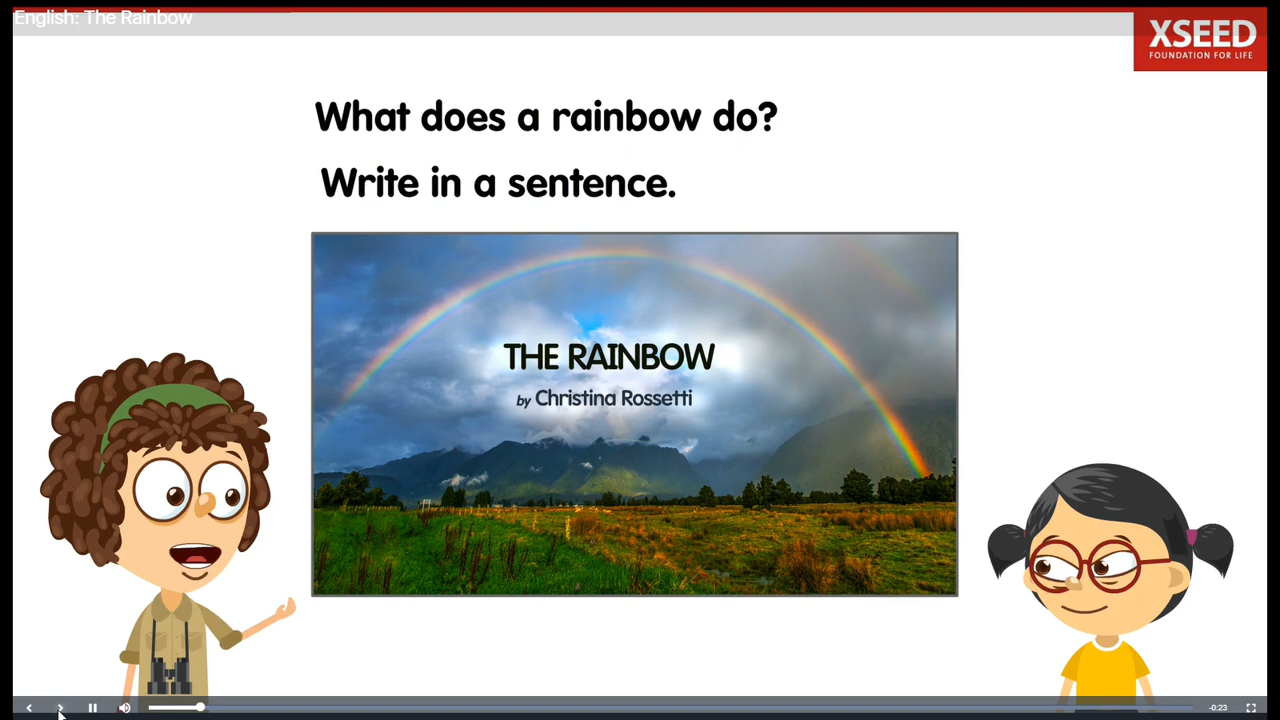 English: The Rainbow
XSEED
FOUNDATION FOR LIFE
What does a rainbow do?
Write in a sentence.
THE RAINBOW
by Christina Rossetti
-0:23